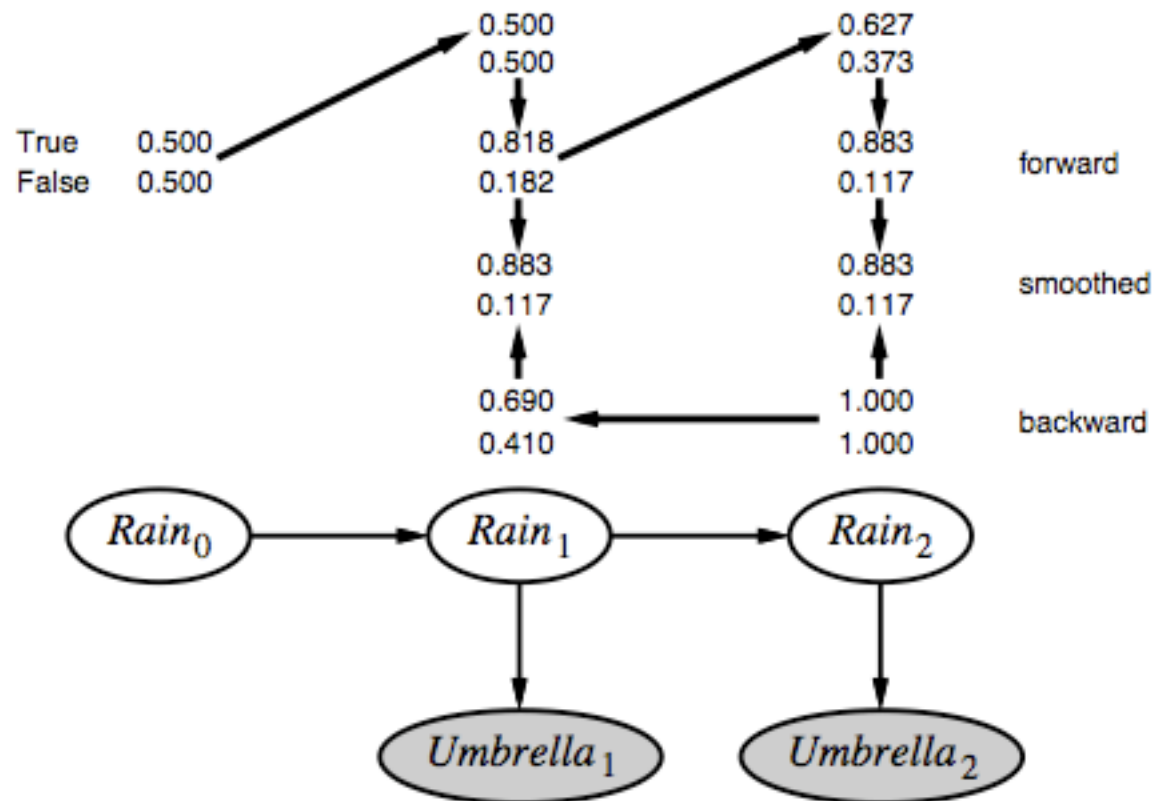 0.500 0.627
0.500 0.373
True 0.500 0.818 0.883 forward
False 0.500 0.182 0.117
0.883 0.883 smoothed
0.117 0.117
0.690 1.000 backward
0.410 1.000
Rain0 Rain1 Rain2
Umbrella1 Umbrella2